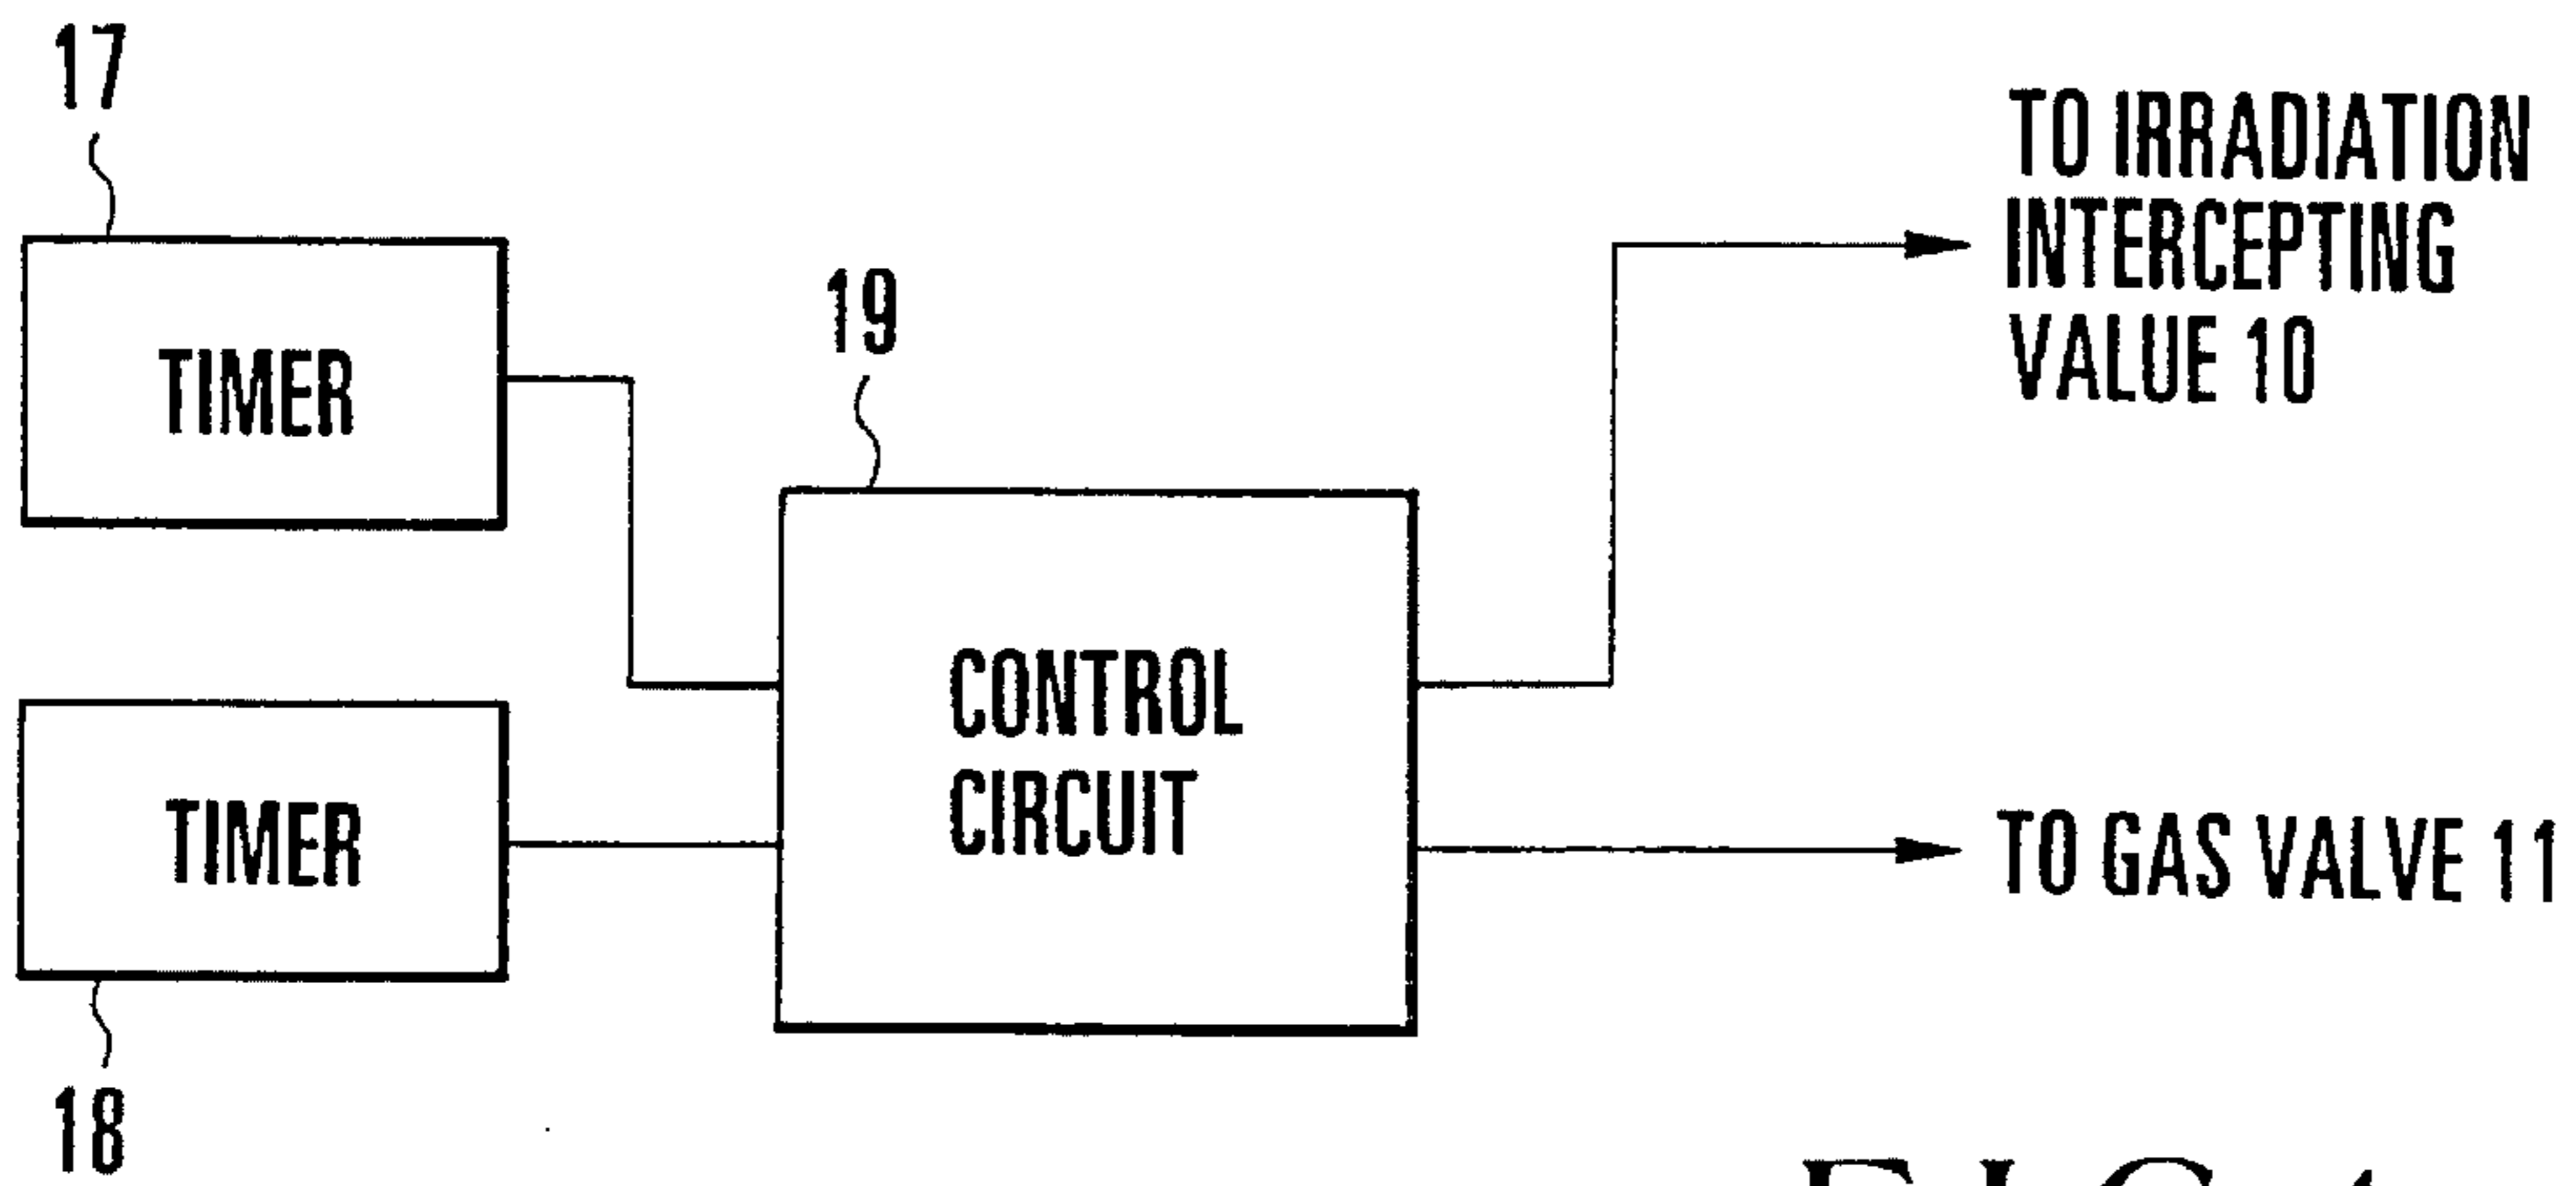 17
TIMER
19
TO IRRADIATION
INTERCEPTING
VALUE 10
CONTROL
CIRCUIT
TIMER
TO GAS VALVE 11
18